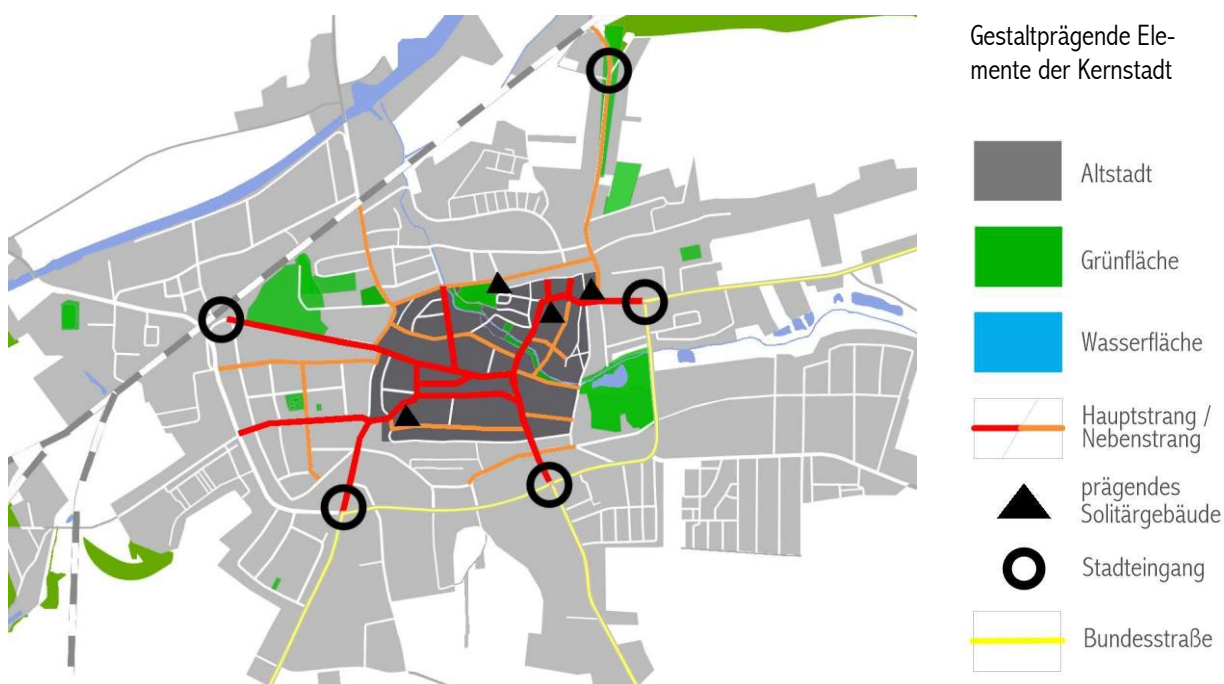 Gestaltprägende Ele-
mente der Kernstadt
Altstadt
Grünfläche
Wasserfläche
Hauptstrang /
Nebenstrang
prägendes
Solitärgebäude
Stadteingang
Bundesstraße